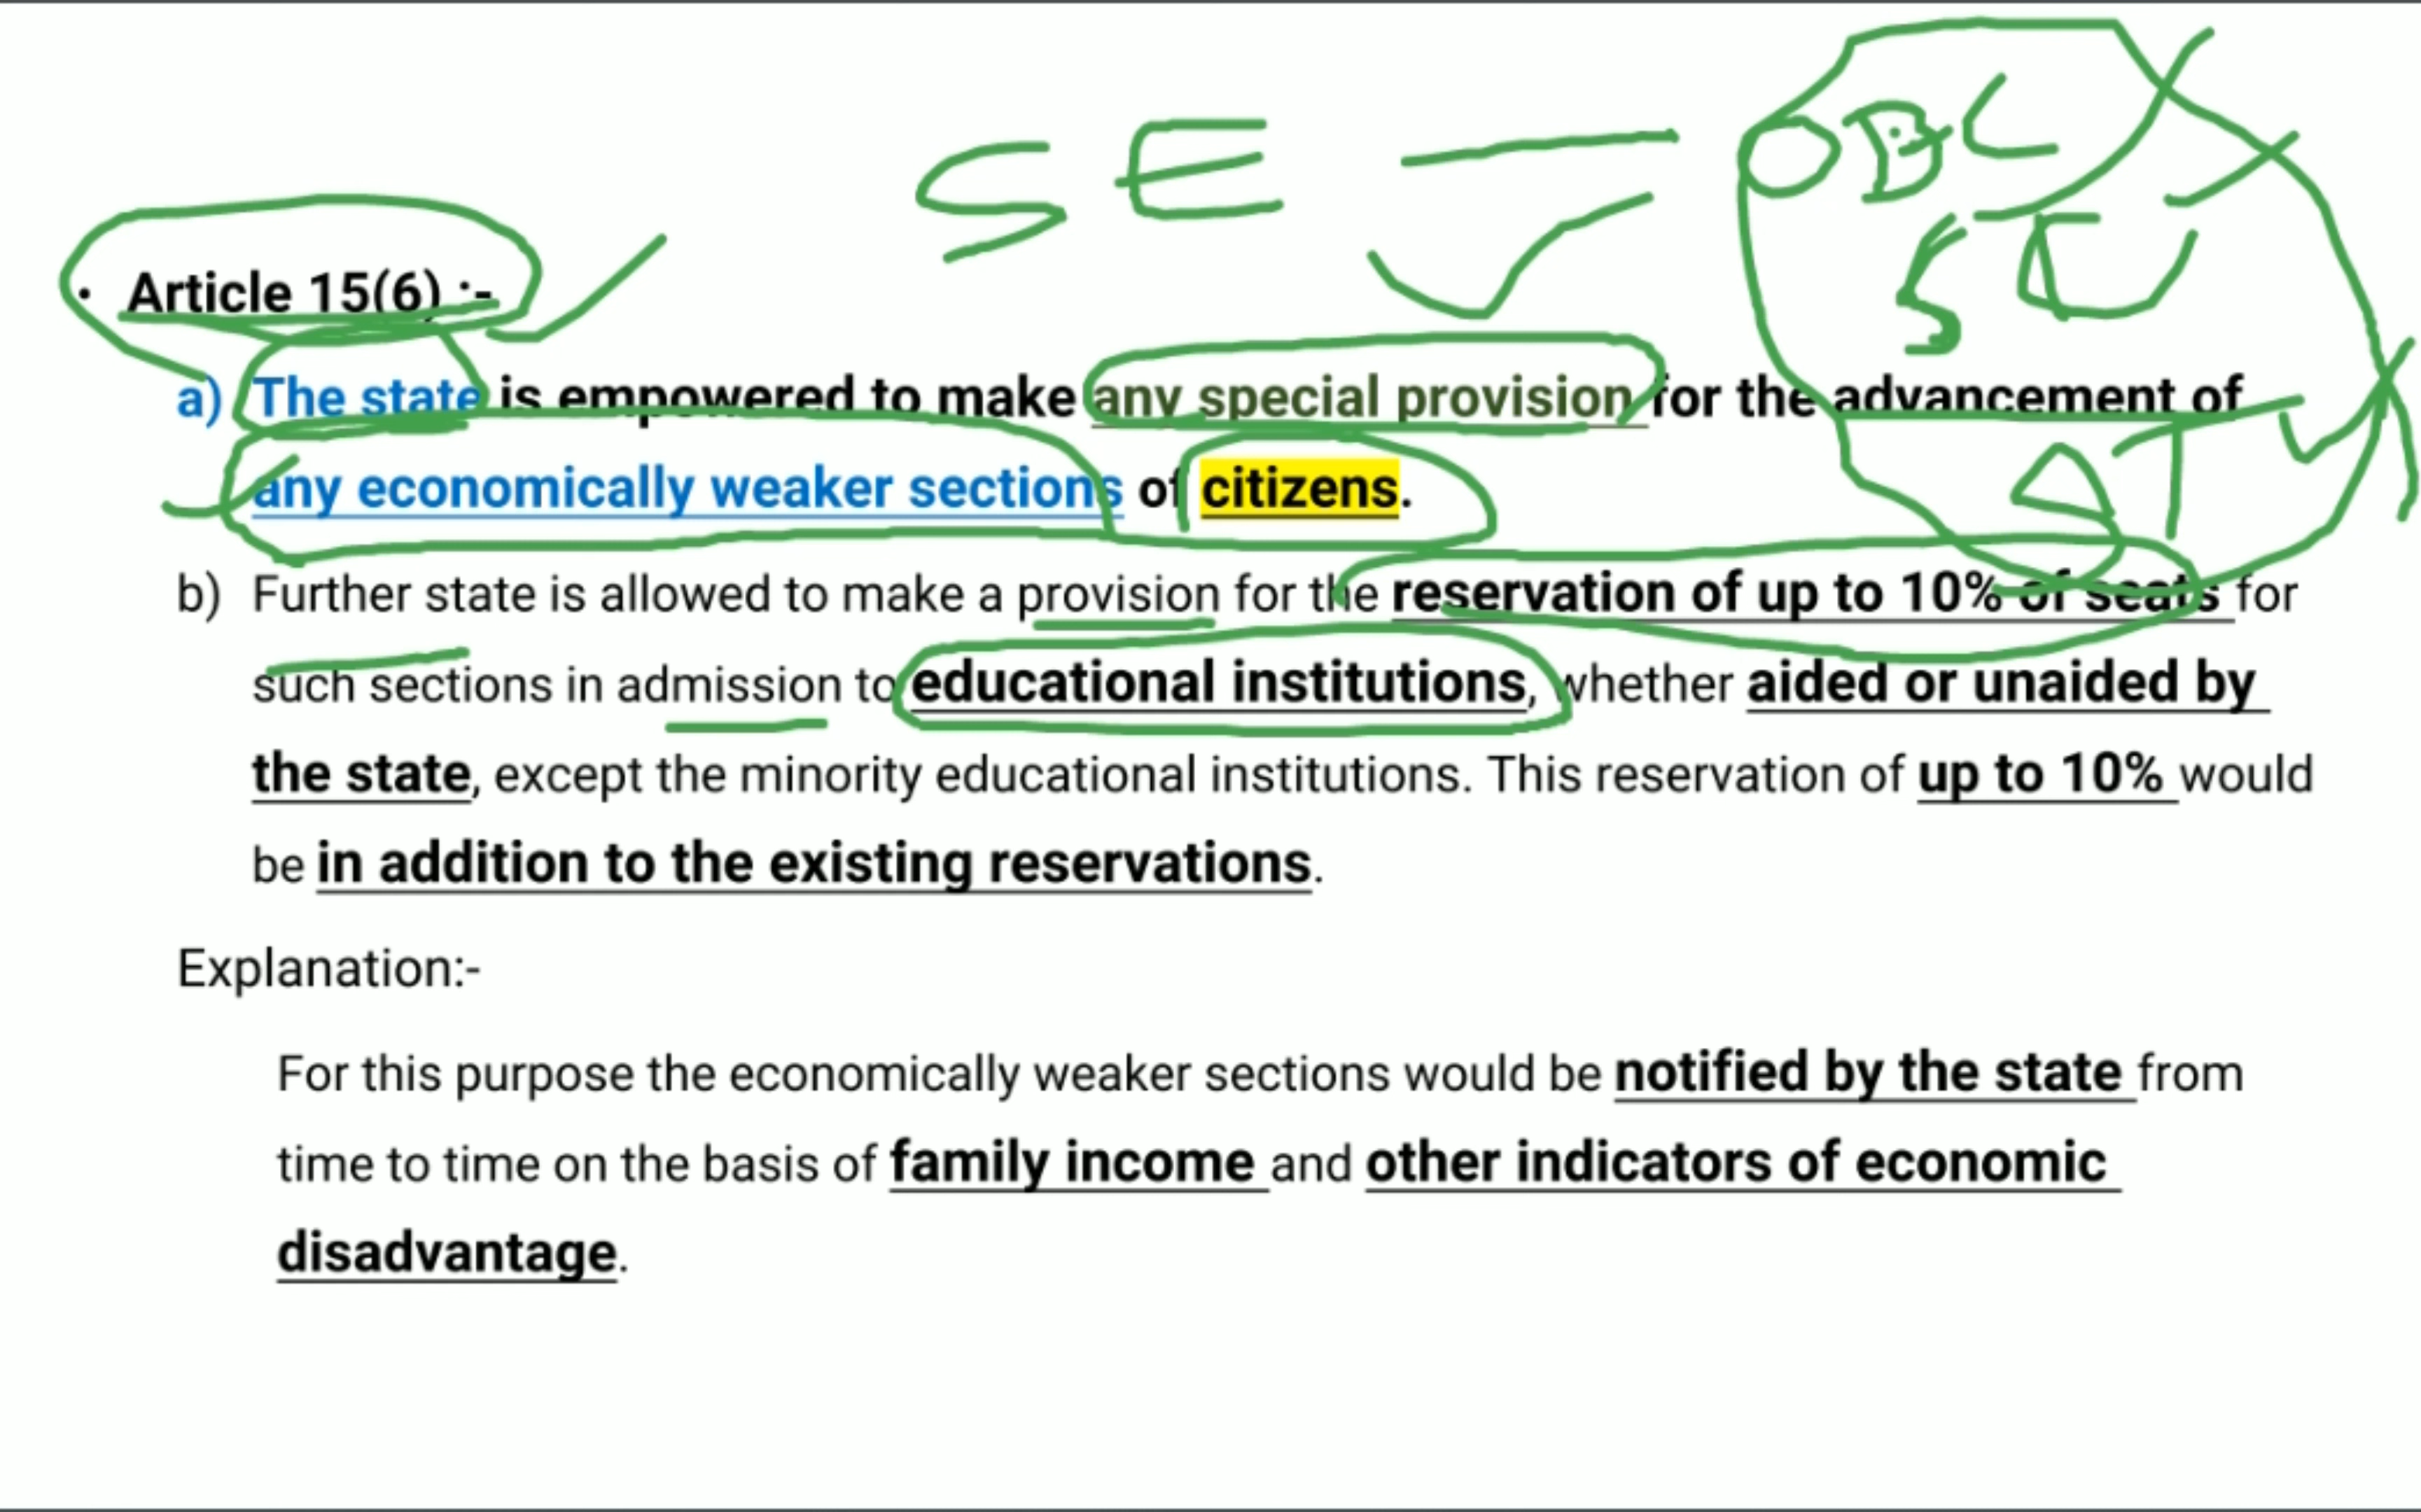 SE - OBC
SC
ST
• Article 15(6) :-
a) The state is empowered to make any special provision for the advancement of
any economically weaker sections of citizens.
b) Further state is allowed to make a provision for the reservation of up to 10% of seats for
such sections in admission to educational institutions, whether aided or unaided by
the state, except the minority educational institutions. This reservation of up to 10% would
be in addition to the existing reservations.
Explanation:-
For this purpose the economically weaker sections would be notified by the state from
time to time on the basis of family income and other indicators of economic
disadvantage.